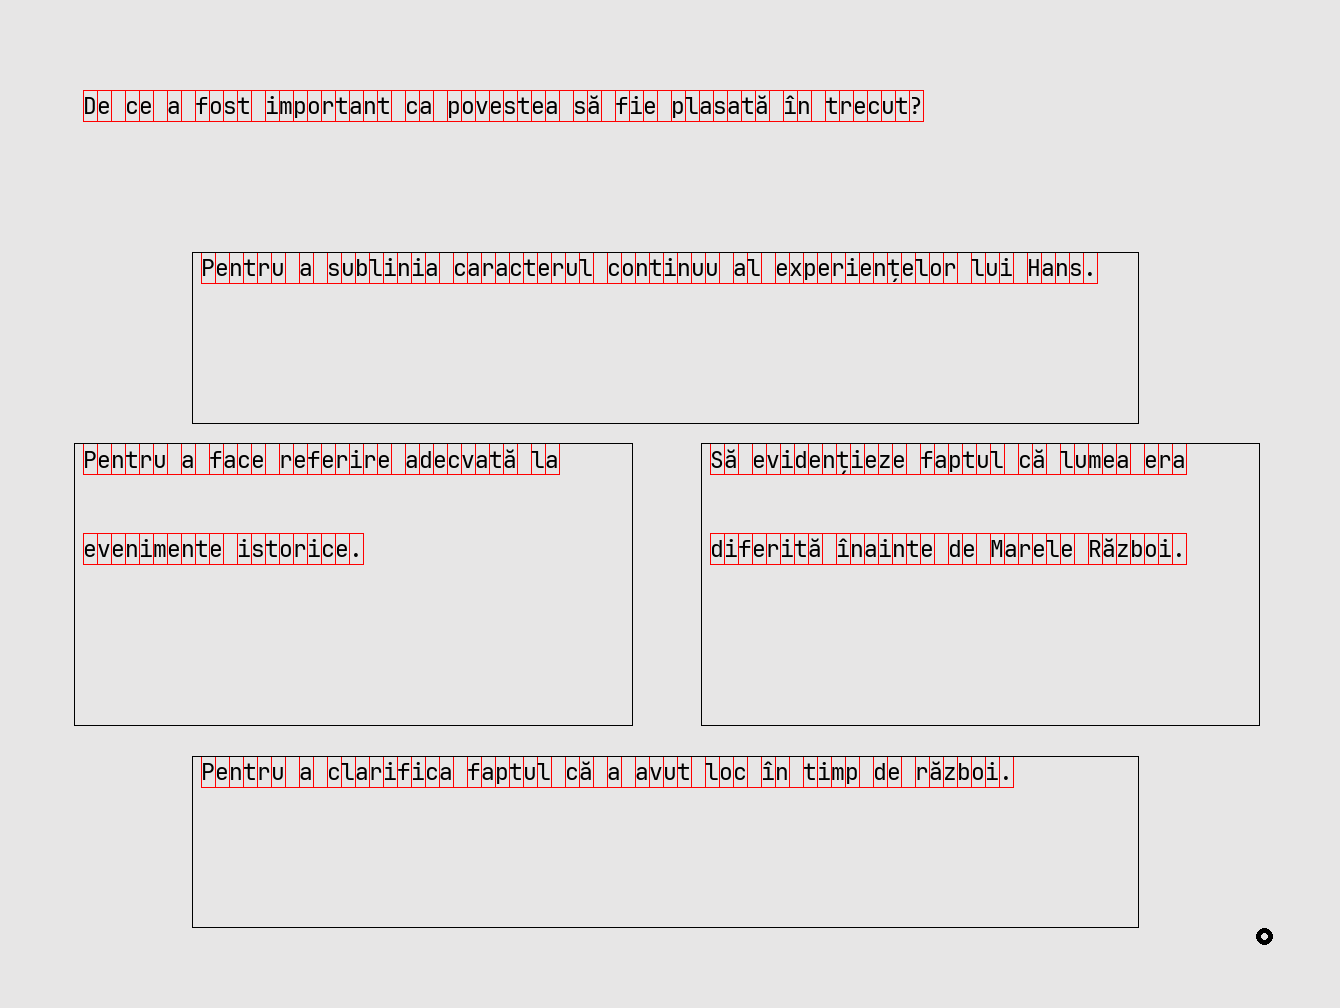 De ce a fost important ca povestea să fie plasată în trecut?
Pentru a sublinia caracterul continuu al experiențelor lui Hans.
Pentru a face referire adecvată la
evenimente istorice.
Să evidențieze faptul că lumea era
diferită înainte de Marele Război.
Pentru a clarifica faptul că a avut loc în timp de război.